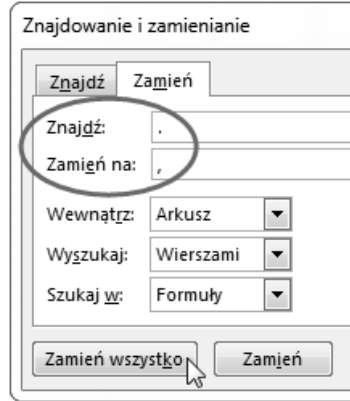 Znajdowanie i zamienianie
Znajdź Zamień
Znajdź: .
Zamień na: ,
Wewnątrz: Arkusz
Wyszukaj: Wierszami
Szukaj w: Formuły
Zamień wszystko Zamień